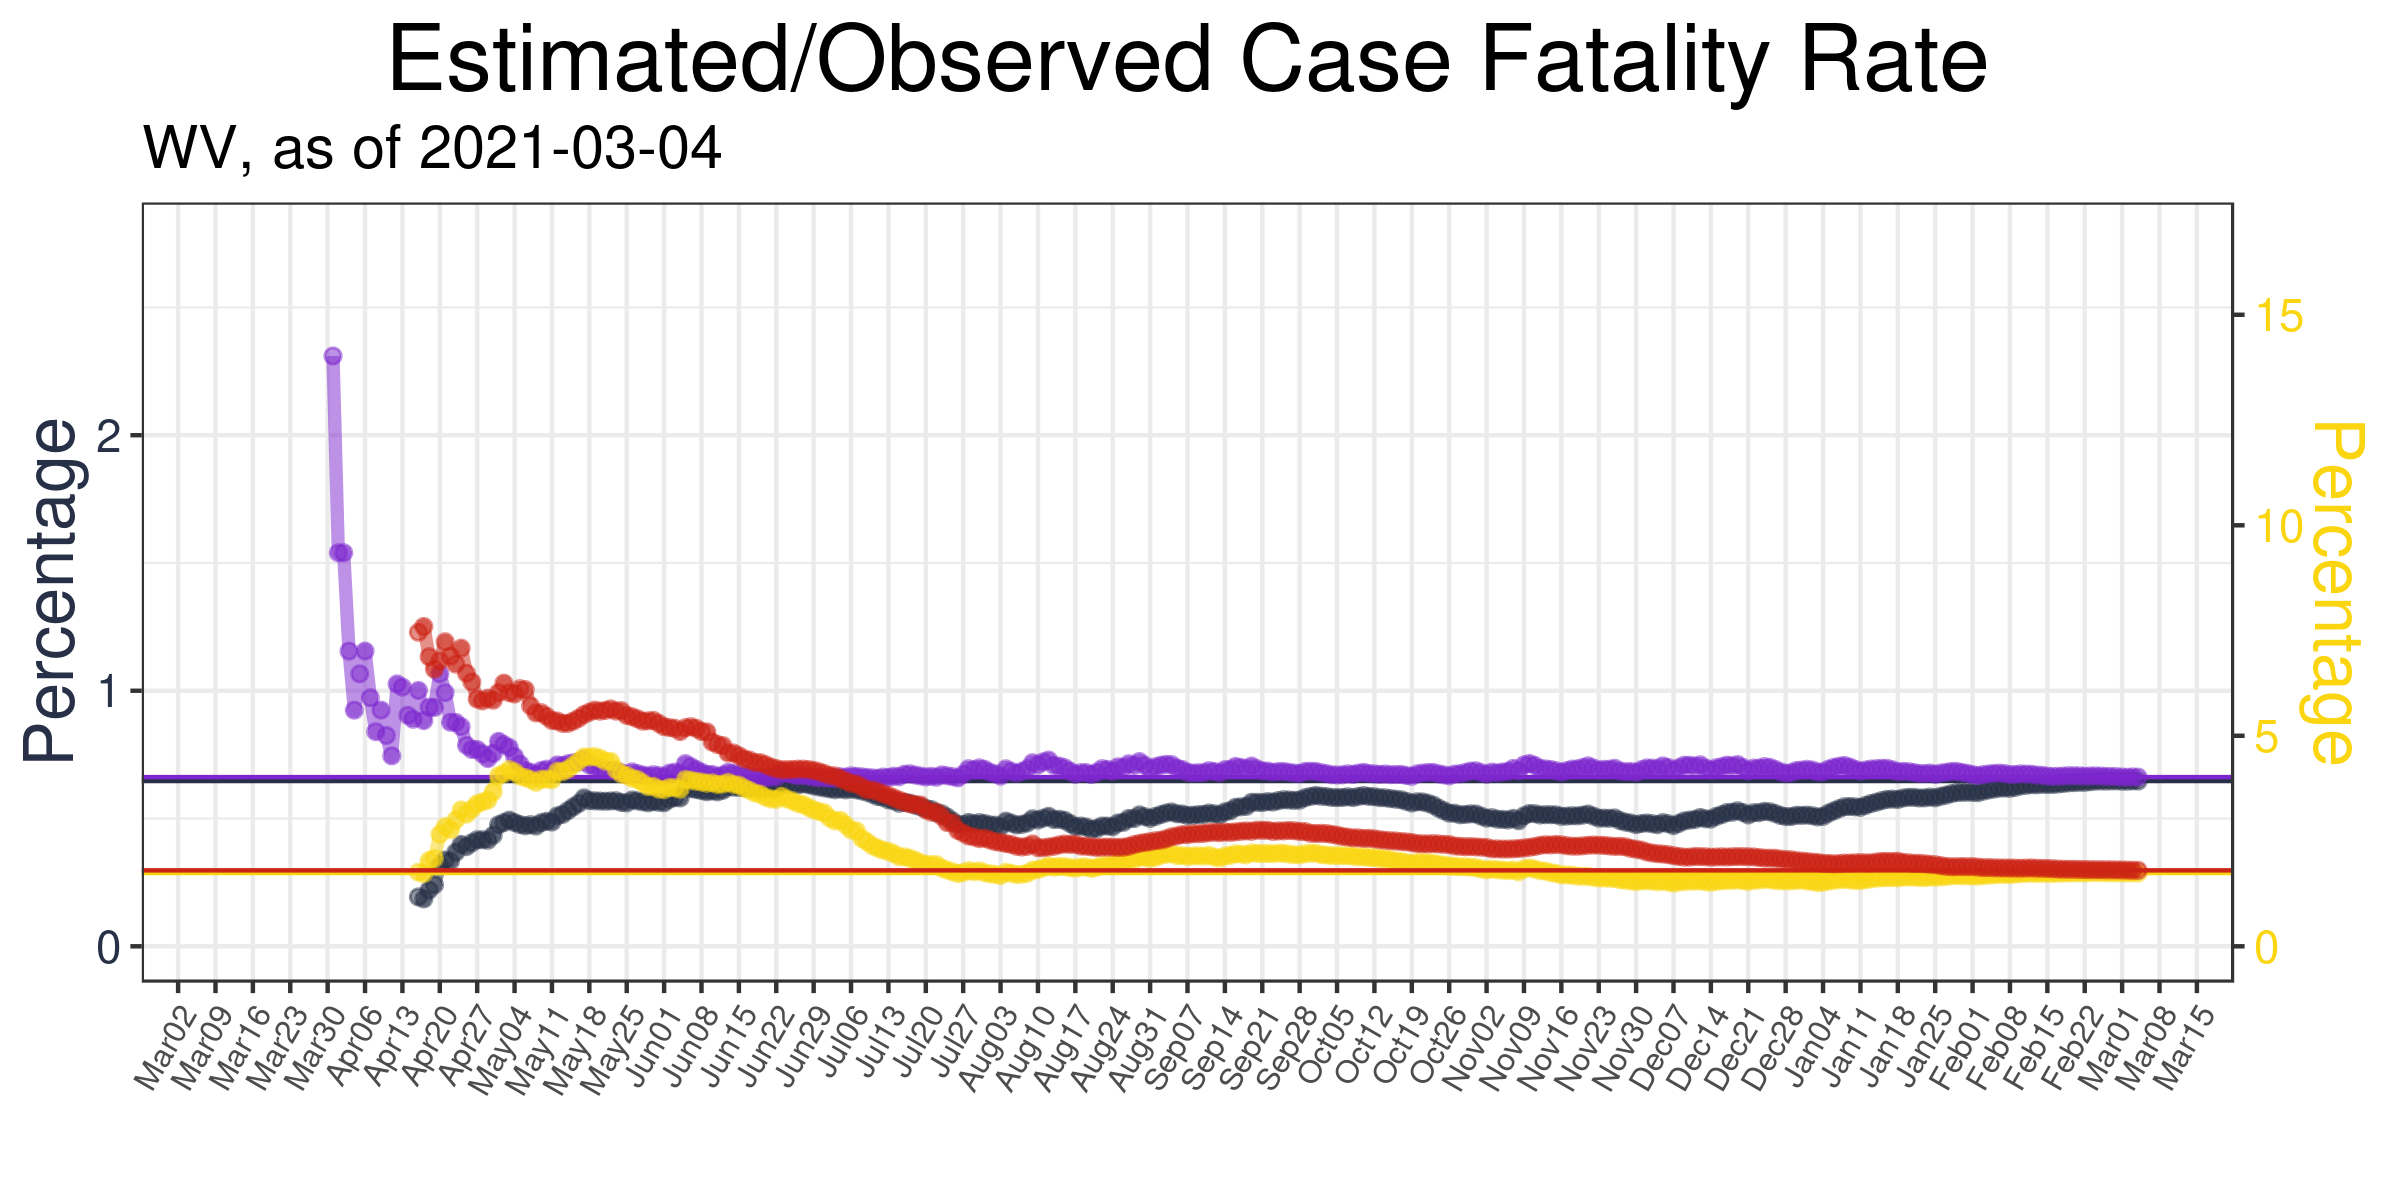 Estimated/Observed Case Fatality Rate
WV, as of 2021-03-04
Percentage
2
1
0
15
10
5
0
Percentage
Mar02
Mar09
Mar16
Mar23
Mar30
Apr06
Apr13
Apr20
Apr27
May04
May11
May18
May25
Jun01
Jun08
Jun15
Jun22
Jun29
Jul06
Jul13
Jul20
Jul27
Aug03
Aug10
Aug17
Aug24
Aug31
Sep07
Sep14
Sep21
Sep28
Oct05
Oct12
Oct19
Oct26
Nov02
Nov09
Nov16
Nov23
Nov30
Dec07
Dec14
Dec21
Dec28
Jan04
Jan11
Jan18
Jan25
Feb01
Feb08
Feb15
Feb22
Mar01
Mar08
Mar15